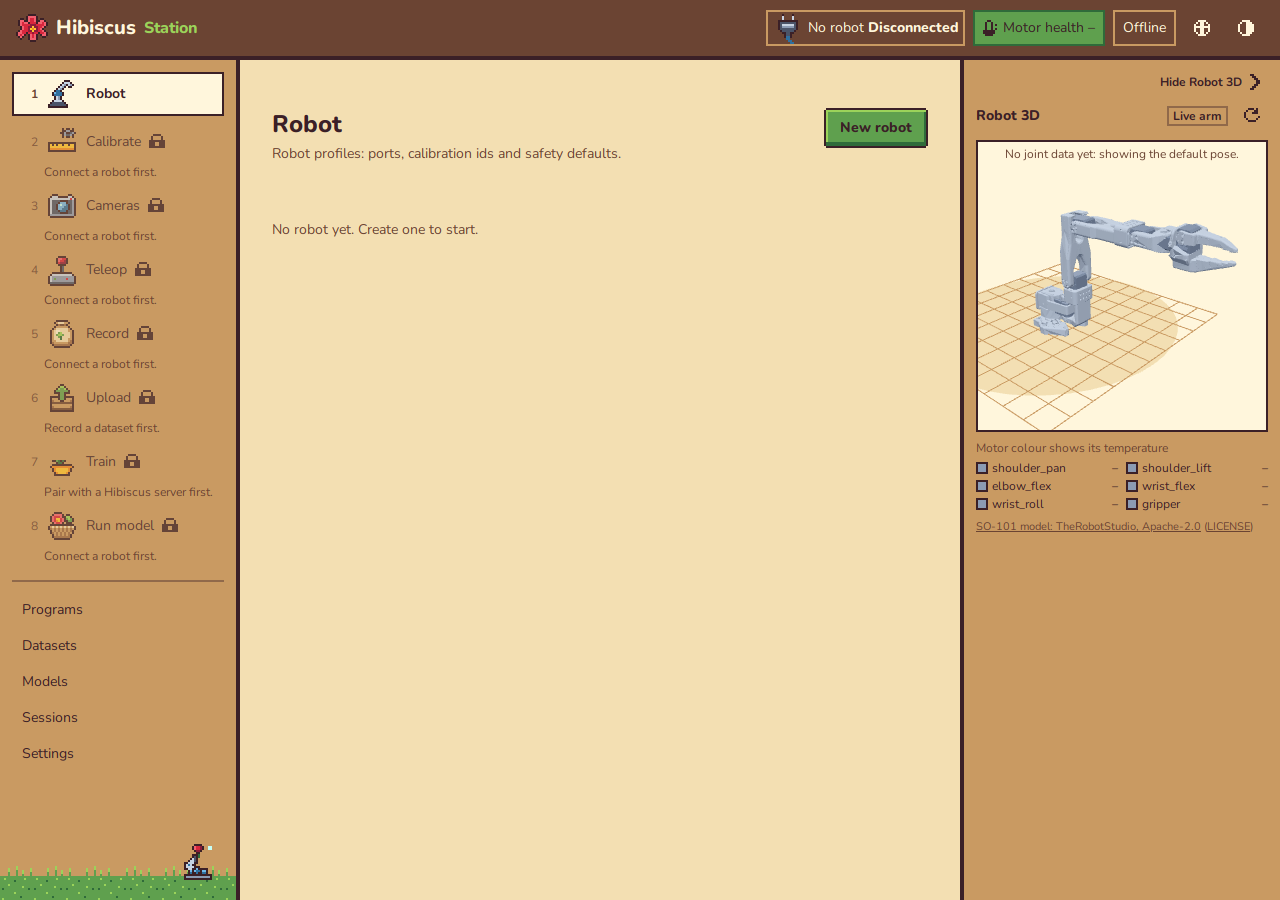 Hibiscus Station
No robot Disconnected
Motor health –
Offline
1 Robot
2 Calibrate
Connect a robot first.
3 Cameras
Connect a robot first.
4 Teleop
Connect a robot first.
5 Record
Connect a robot first.
6 Upload
Record a dataset first.
7 Train
Pair with a Hibiscus server first.
8 Run model
Connect a robot first.
Programs
Datasets
Models
Sessions
Settings
Robot
Robot profiles: ports, calibration ids and safety defaults.
New robot
No robot yet. Create one to start.
Hide Robot 3D
Robot 3D
Live arm
No joint data yet: showing the default pose.
Motor colour shows its temperature
shoulder_pan – shoulder_lift –
elbow_flex – wrist_flex –
wrist_roll – gripper –
SO-101 model: TheRobotStudio, Apache-2.0 (LICENSE)